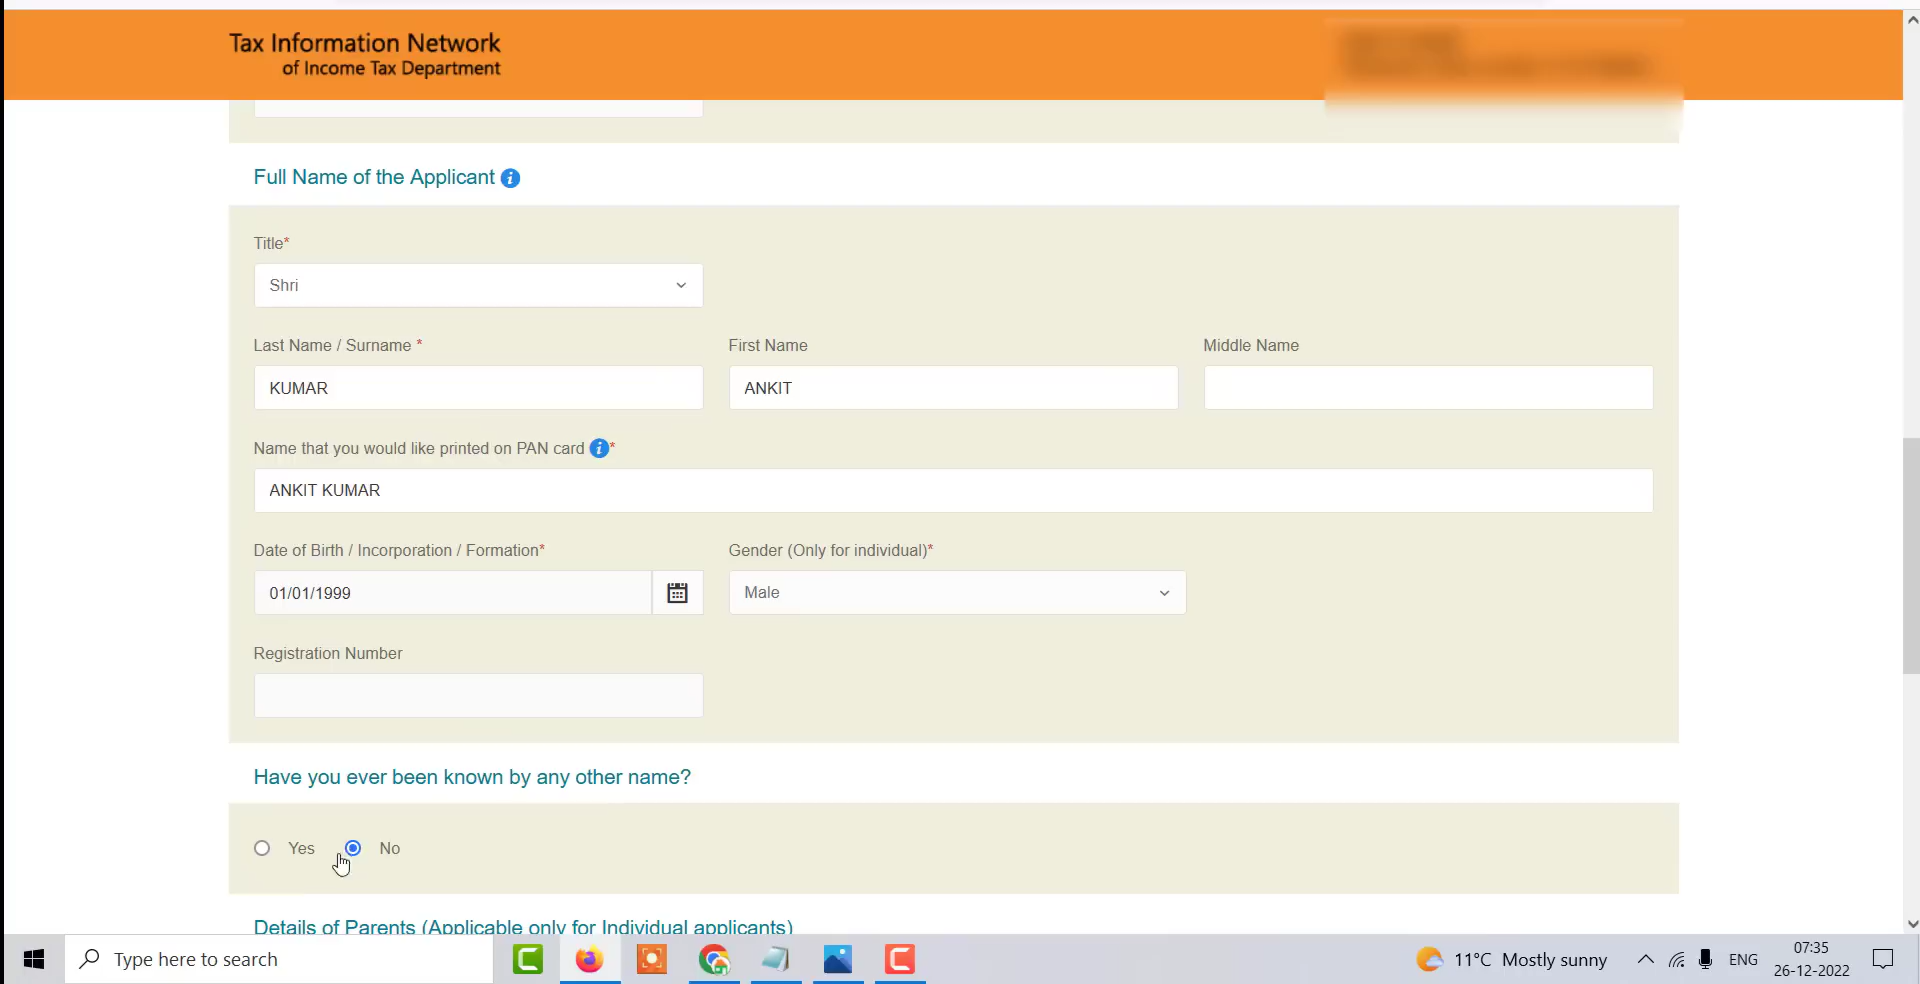 Tax Information Network
of Income Tax Department
Full Name of the Applicant i
Title*
Shri
Last Name / Surname * First Name Middle Name
KUMAR ANKIT
Name that you would like printed on PAN card i*
ANKIT KUMAR
Date of Birth / Incorporation / Formation* Gender (Only for individual)*
01/01/1999 Male
Registration Number
Have you ever been known by any other name?
Yes No
Details of Parents (Applicable only for Individual applicants)
Type here to search
11°C Mostly sunny
ENG
07:35
26-12-2022